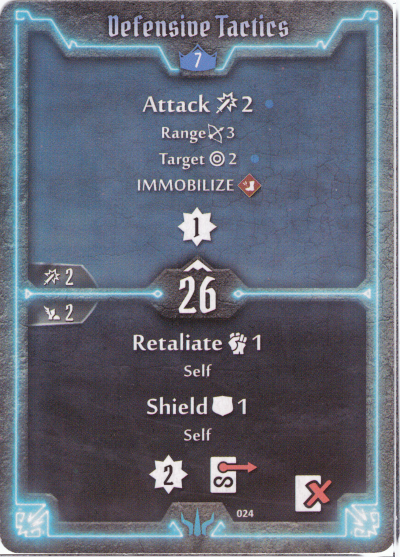 Defensive Tactics
7
Attack 2
Range 3
Target 2
IMMOBILIZE
1
2
26
2
Retaliate 1
Self
Shield 1
Self
2
024